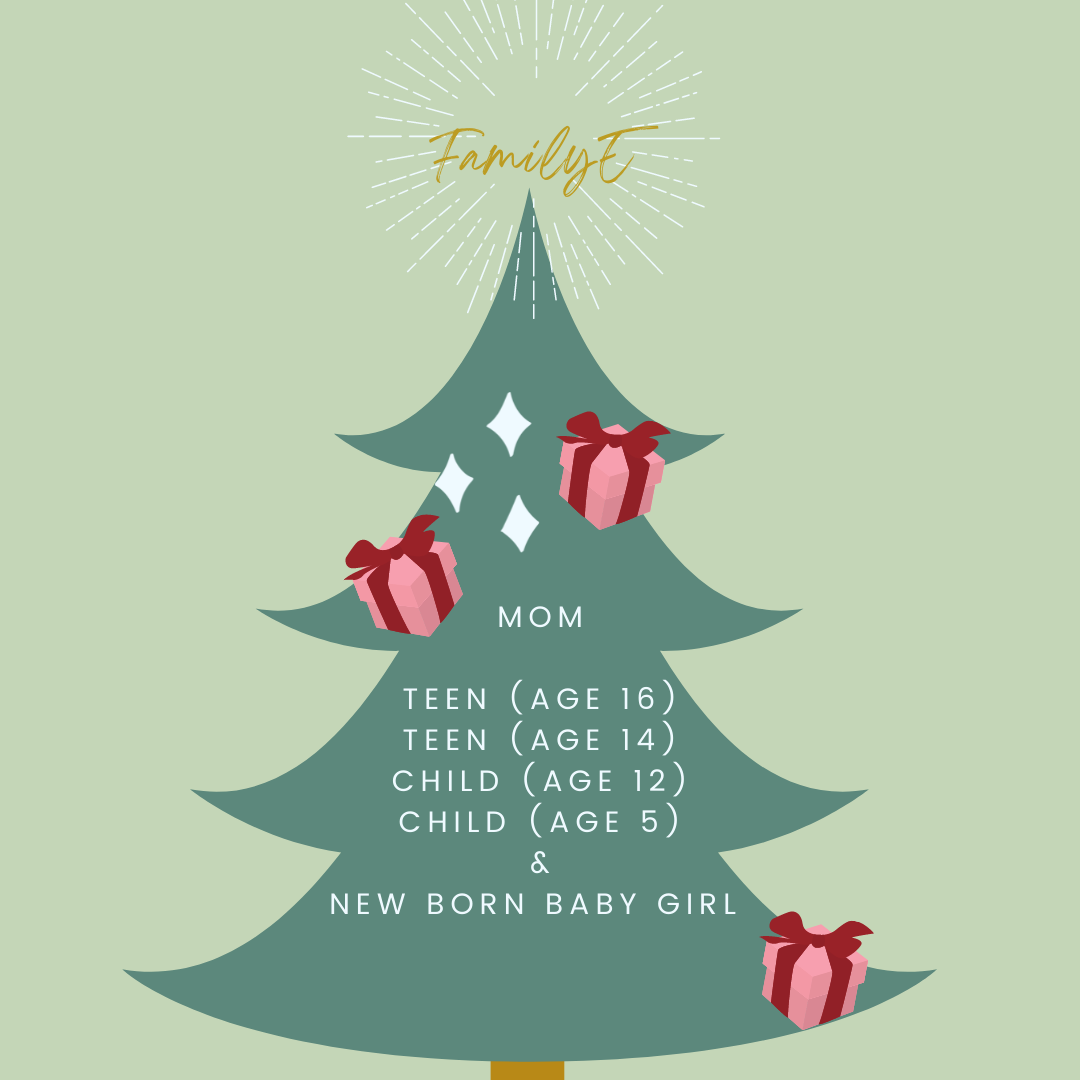 FamilyE
MOM
TEEN (AGE 16)
TEEN (AGE 14)
CHILD (AGE 12)
CHILD (AGE 5)
&
NEW BORN BABY GIRL